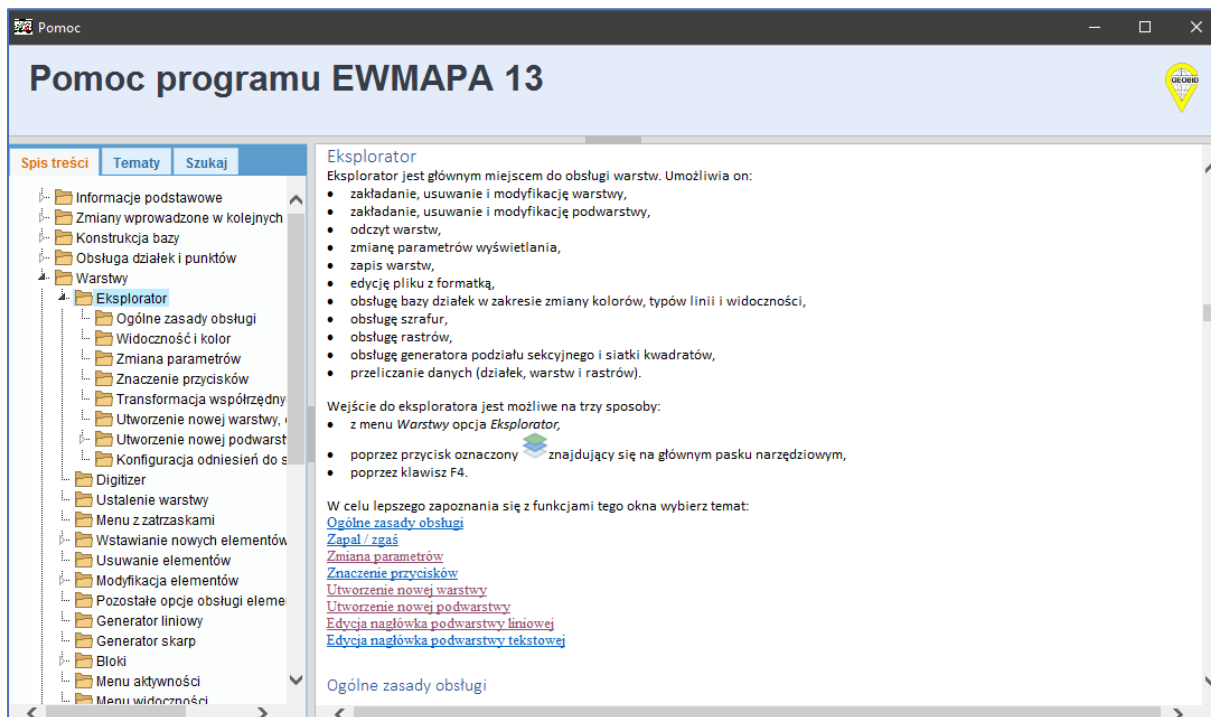 Pomoc
Pomoc programu EWMAPA 13
GEOBID
Spis treści
Tematy
Szukaj
Informacje podstawowe
Zmiany wprowadzone w kolejnych
Konstrukcja bazy
Obsługa działek i punktów
Warstwy
Eksplorator
Ogólne zasady obsługi
Widoczność i kolor
Zmiana parametrów
Znaczenie przycisków
Transformacja współrzędny
Utworzenie nowej warstwy,
Utworzenie nowej podwarst
Konfiguracja odniesień do s
Digitizer
Ustalenie warstwy
Menu z zatrzaskami
Wstawianie nowych elementów
Usuwanie elementów
Modyfikacja elementów
Pozostałe opcje obsługi eleme
Generator liniowy
Generator skarp
Bloki
Menu aktywności
Menu widoczności
Eksplorator
Eksplorator jest głównym miejscem do obsługi warstw. Umożliwia on:
• zakładanie, usuwanie i modyfikację warstwy,
• zakładanie, usuwanie i modyfikację podwarstwy,
• odczyt warstw,
• zmianę parametrów wyświetlania,
• zapis warstw,
• edycję pliku z formatką,
• obsługę bazy działek w zakresie zmiany kolorów, typów linii i widoczności,
• obsługę szrafur,
• obsługę rastrów,
• obsługę generatora podziału sekcyjnego i siatki kwadratów,
• przeliczanie danych (działek, warstw i rastrów).
Wejście do eksploratora jest możliwe na trzy sposoby:
• z menu Warstwy opcja Eksplorator,
• poprzez przycisk oznaczony znajdujący się na głównym pasku narzędziowym,
• poprzez klawisz F4.
W celu lepszego zapoznania się z funkcjami tego okna wybierz temat:
Ogólne zasady obsługi
Zapal / zgaś
Zmiana parametrów
Znaczenie przycisków
Utworzenie nowej warstwy
Utworzenie nowej podwarstwy
Edycja nagłówka podwarstwy liniowej
Edycja nagłówka podwarstwy tekstowej
Ogólne zasady obsługi